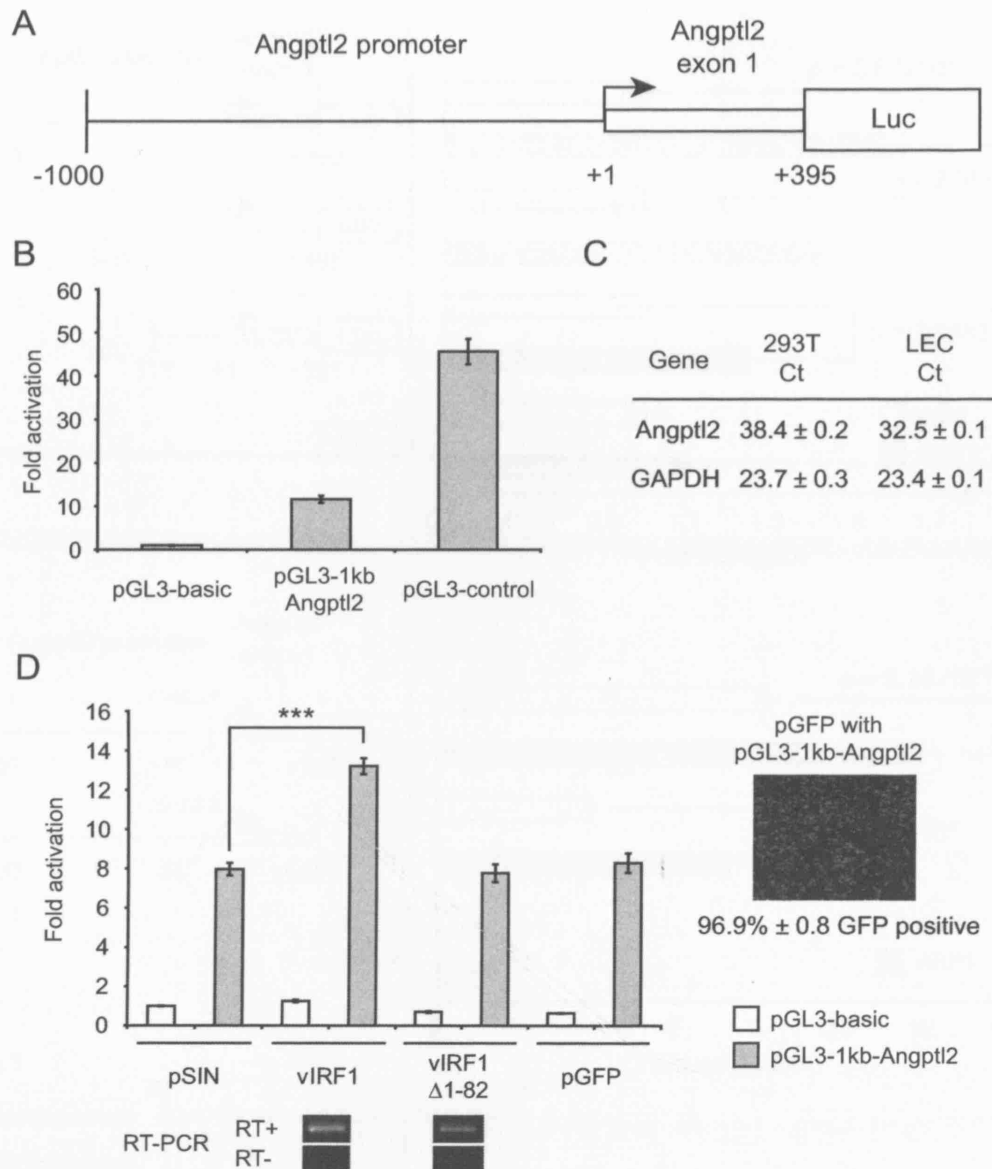 A
Angptl2 promoter
Angptl2
exon 1
Luc
-1000
+1
+395
B
Fold activation
60
50
40
30
20
10
0
pGL3-basic
pGL3-1kb
Angptl2
pGL3-control
C
Gene
293T
Ct
LEC
Ct
Angptl2 38.4 ± 0.2 32.5 ± 0.1
GAPDH 23.7 ± 0.3 23.4 ± 0.1
D
Fold activation
16
14
12
10
8
6
4
2
0
***
pSIN
vIRF1
vIRF1
Δ1-82
pGFP
RT-PCR
RT+
RT-
pGFP with
pGL3-1kb-Angptl2
96.9% ± 0.8 GFP positive
pGL3-basic
pGL3-1kb-Angptl2